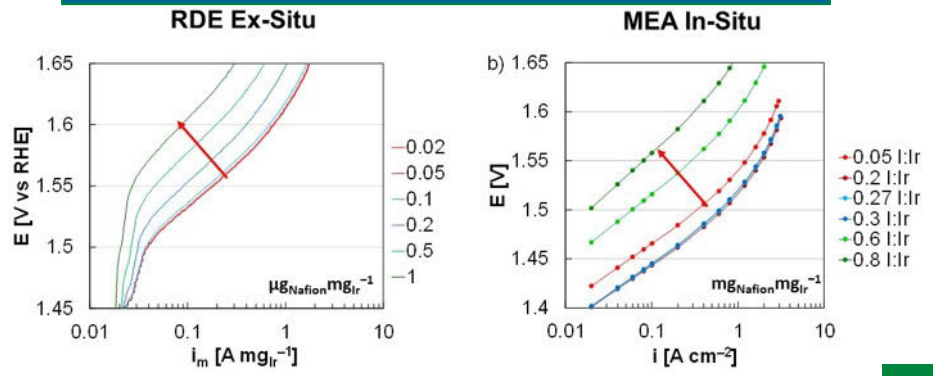 RDE Ex-Situ
MEA In-Situ
1.65
1.6
1.55
1.5
1.45
E [V vs RHE]
0.01
0.1
1
10
i_m [A mg_Ir⁻¹]
µg_Nafion mg_Ir⁻¹
0.02
0.05
0.1
0.2
0.5
1
b)
1.65
1.6
1.55
1.5
1.45
1.4
E [V]
0.01
0.1
1
10
i [A cm⁻²]
mg_Nafion mg_Ir⁻¹
0.05 I:Ir
0.2 I:Ir
0.27 I:Ir
0.3 I:Ir
0.6 I:Ir
0.8 I:Ir